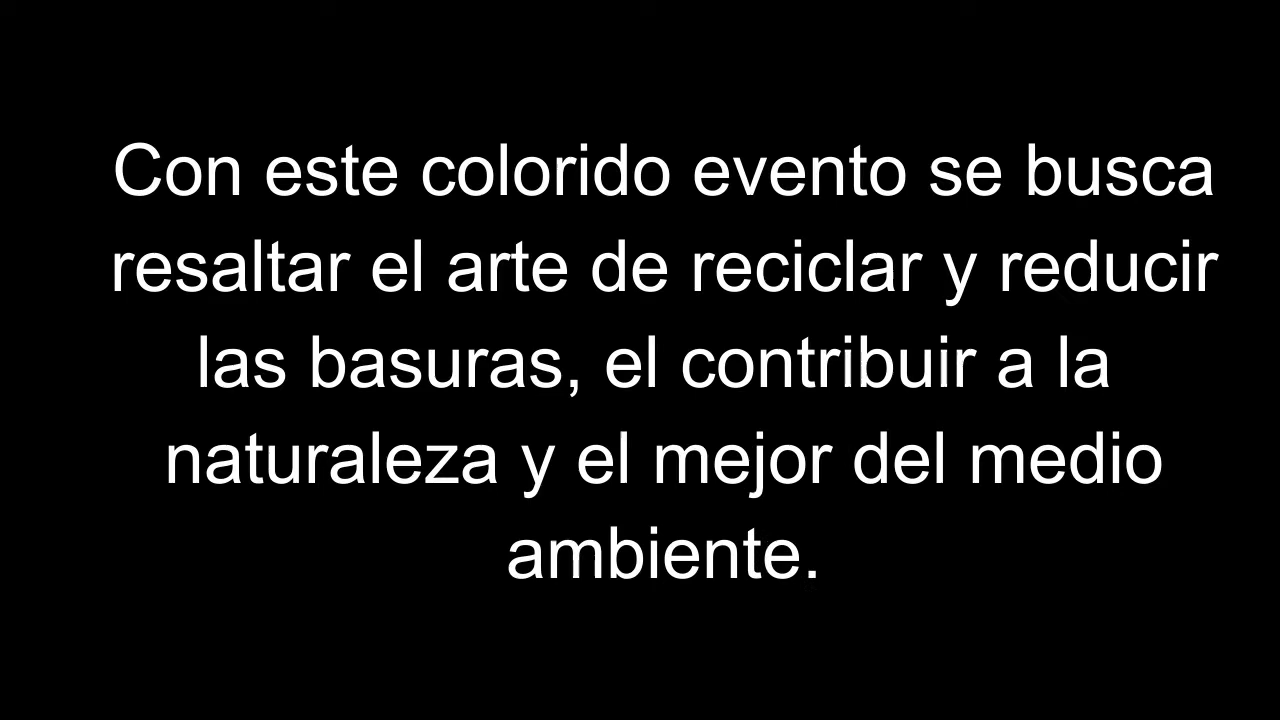 Con este colorido evento se busca
resaltar el arte de reciclar y reducir
las basuras, el contribuir a la
naturaleza y el mejor del medio
ambiente.